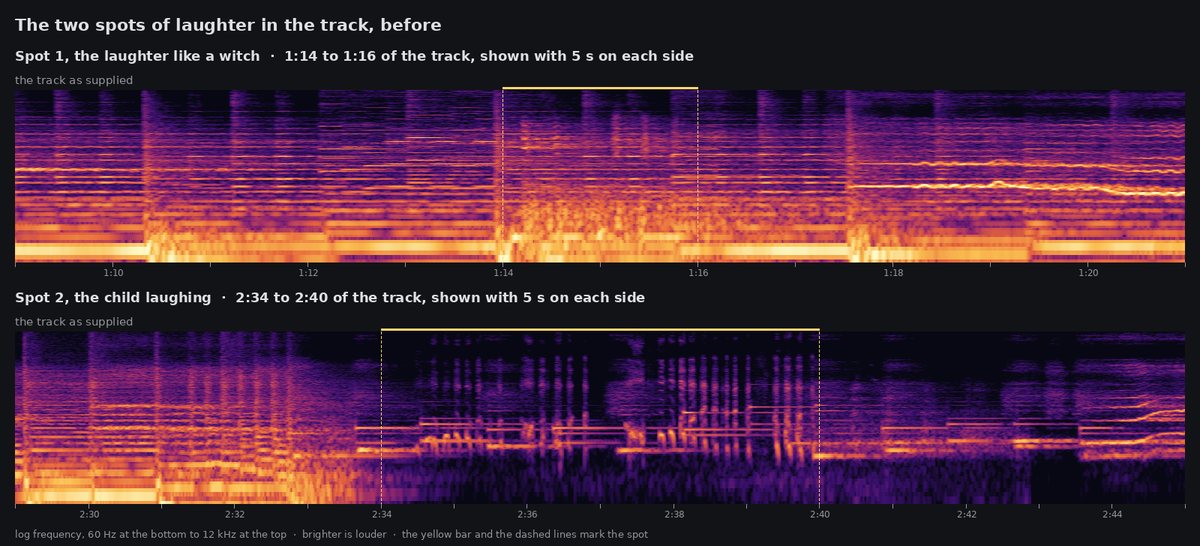 The two spots of laughter in the track, before
Spot 1, the laughter like a witch · 1:14 to 1:16 of the track, shown with 5 s on each side
the track as supplied
1:10 1:12 1:14 1:16 1:18 1:20
Spot 2, the child laughing · 2:34 to 2:40 of the track, shown with 5 s on each side
the track as supplied
2:30 2:32 2:34 2:36 2:38 2:40 2:42 2:44
log frequency, 60 Hz at the bottom to 12 kHz at the top · brighter is louder · the yellow bar and the dashed lines mark the spot